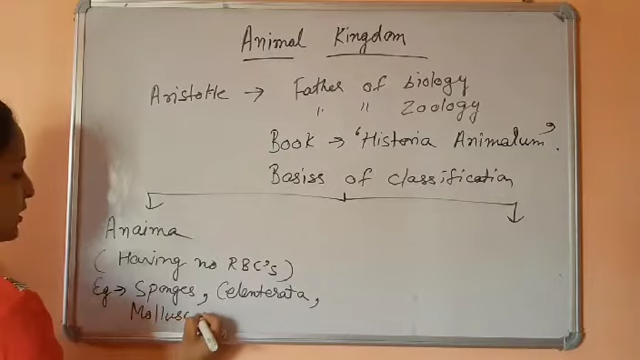 Animal Kingdom
Aristotle → Father of biology
" " Zoology
Book → 'Historia Animalum'.
Basiss of classification
Anaima
( Having no RBC's )
Eg → Sponges, Celenterata,
Mollusc